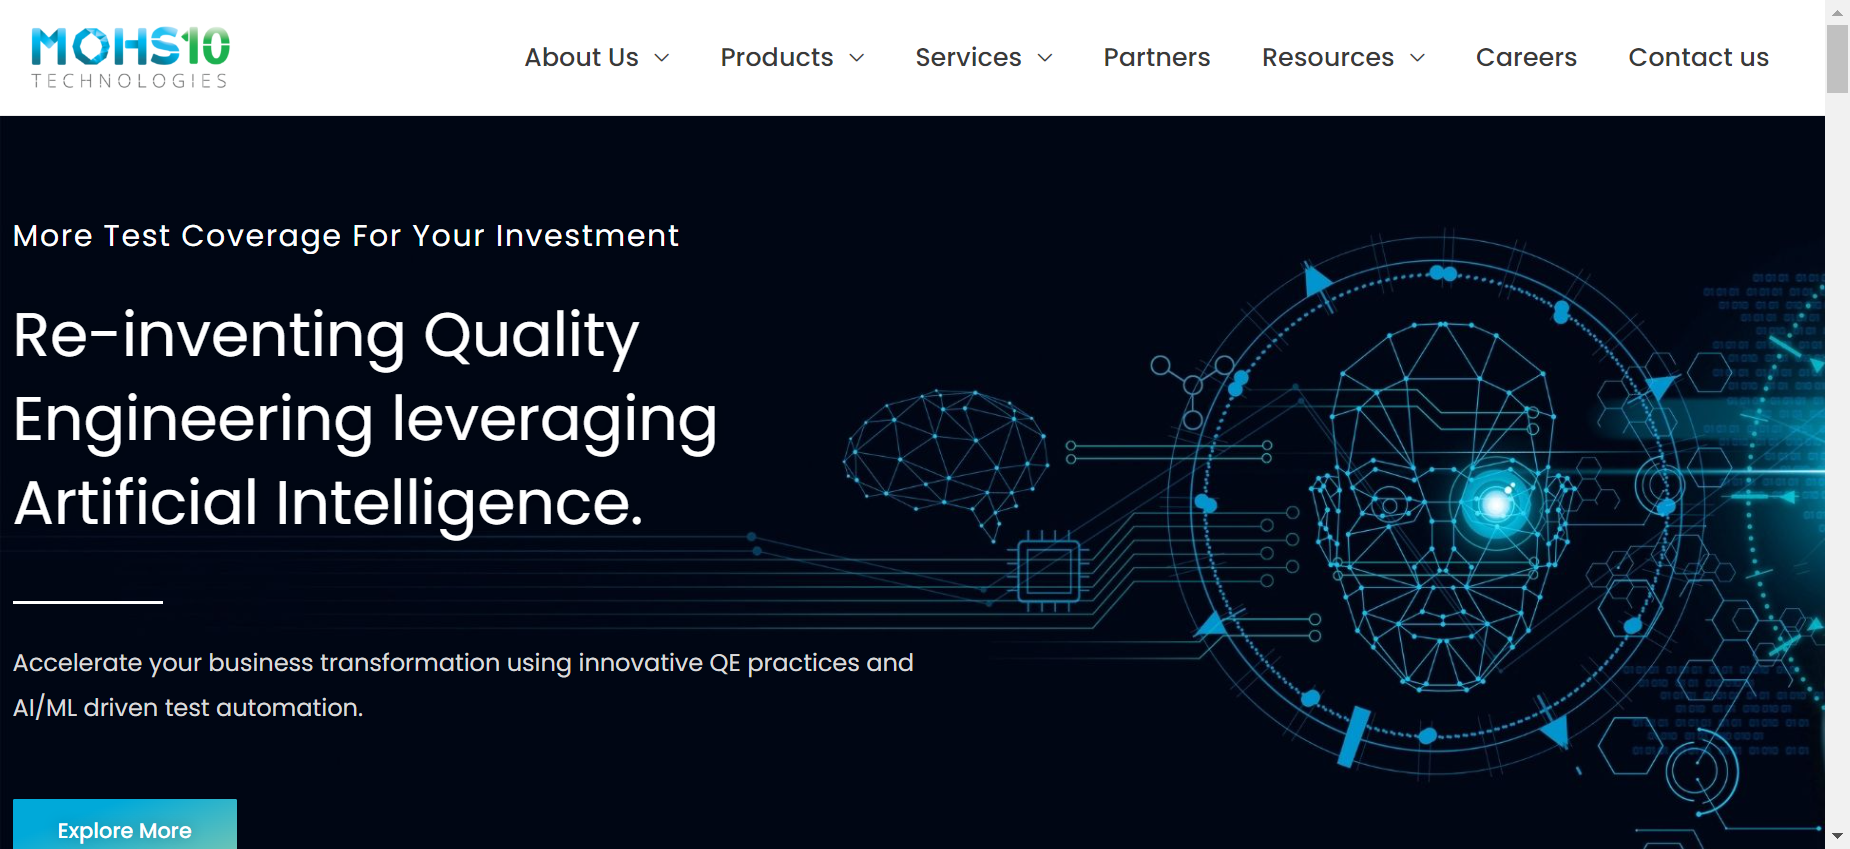 MOHS10
TECHNOLOGIES
About Us
Products
Services
Partners
Resources
Careers
Contact us
More Test Coverage For Your Investment
Re-inventing Quality
Engineering leveraging
Artificial Intelligence.
Accelerate your business transformation using innovative QE practices and
AI/ML driven test automation.
Explore More